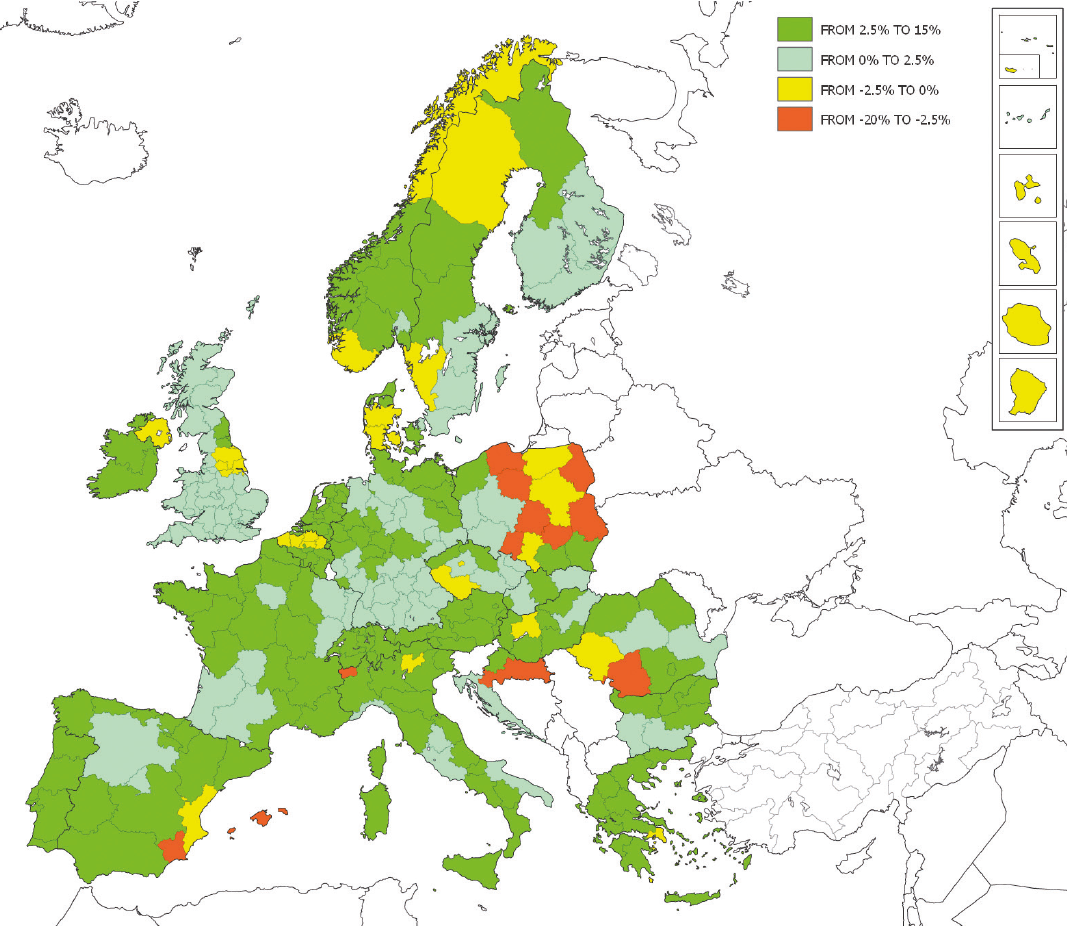 FROM 2.5% TO 15%
FROM 0% TO 2.5%
FROM -2.5% TO 0%
FROM -20% TO -2.5%